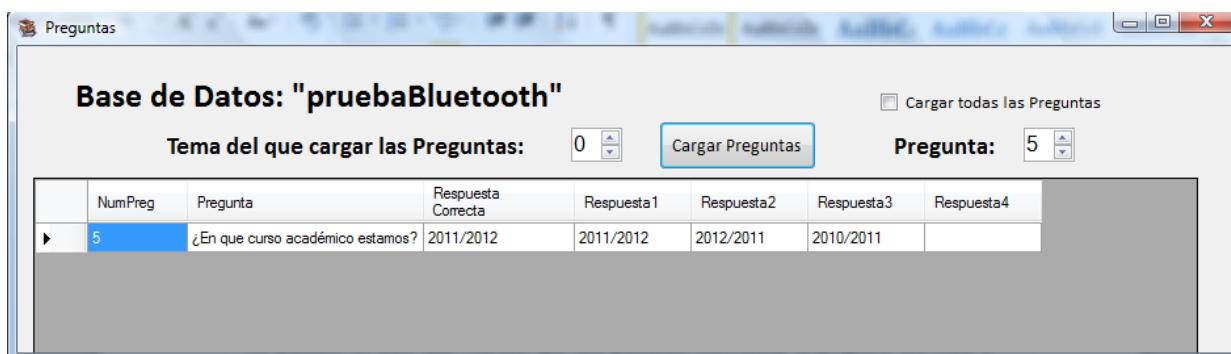 Preguntas
Base de Datos: "pruebaBluetooth"
Cargar todas las Preguntas
Tema del que cargar las Preguntas: 0 Cargar Preguntas Pregunta: 5
NumPreg Pregunta Respuesta Correcta Respuesta1 Respuesta2 Respuesta3 Respuesta4
5 ¿En que curso académico estamos? 2011/2012 2011/2012 2012/2011 2010/2011